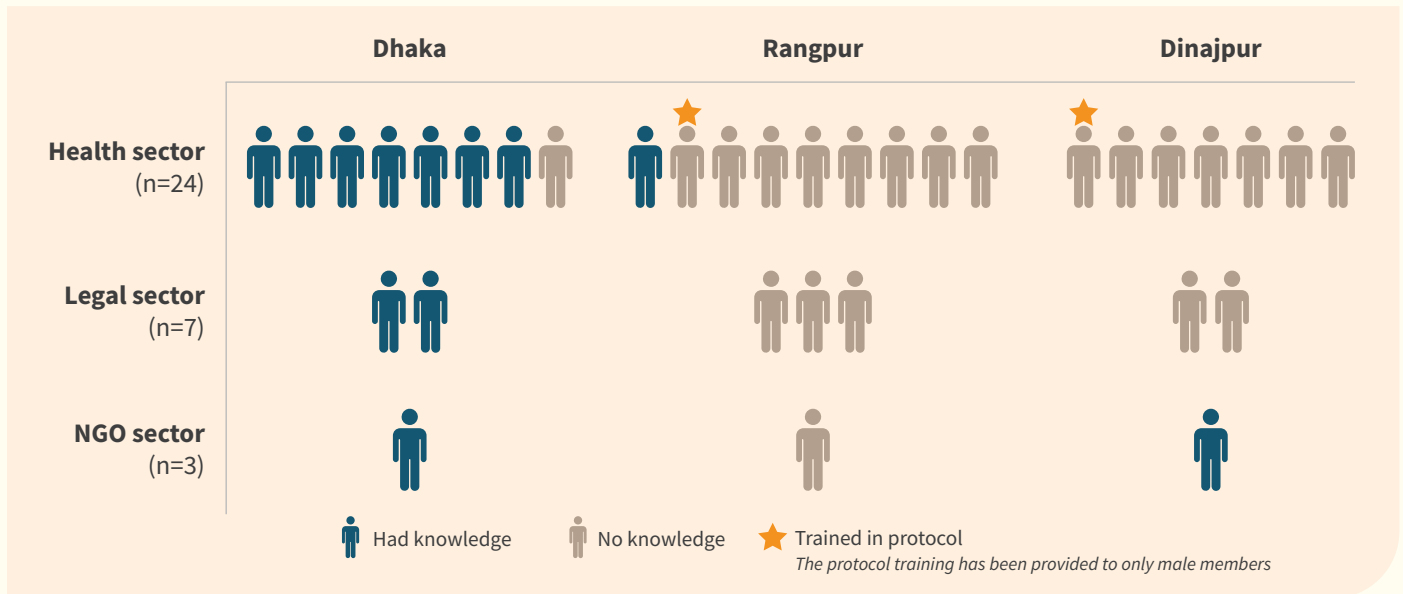 Dhaka
Rangpur
Dinajpur
Health sector
(n=24)
Legal sector
(n=7)
NGO sector
(n=3)
Had knowledge
No knowledge
Trained in protocol
The protocol training has been provided to only male members